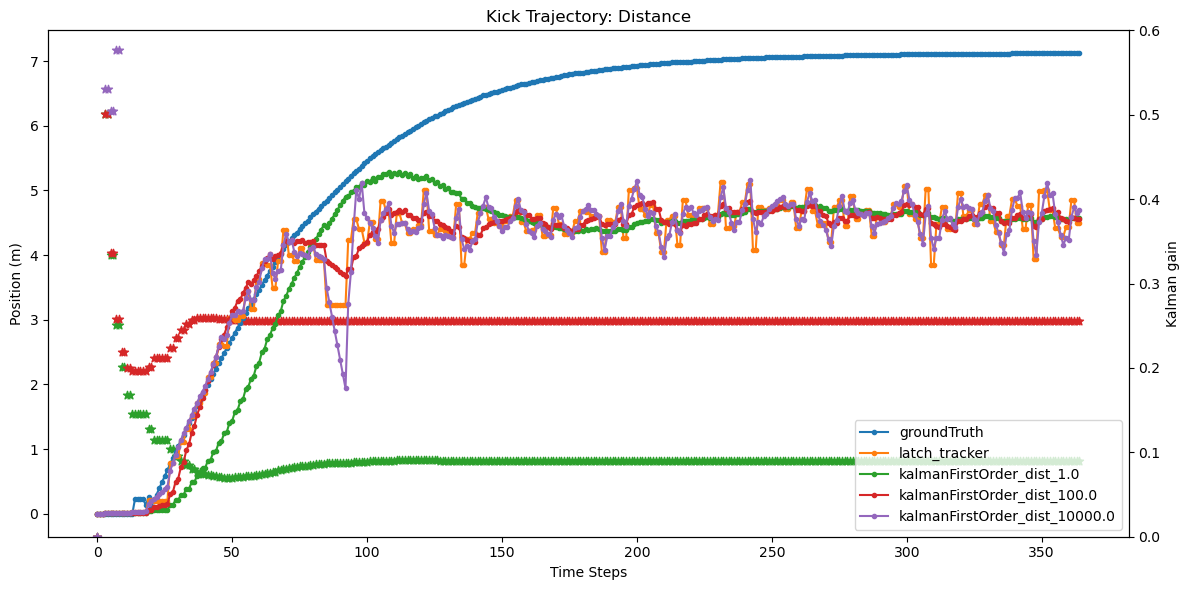 Kick Trajectory: Distance
Position (m)
7
6
5
4
3
2
1
0
0.6
0.5
0.4
0.3
0.2
0.1
0.0
Kalman gain
groundTruth
latch_tracker
kalmanFirstOrder_dist_1.0
kalmanFirstOrder_dist_100.0
kalmanFirstOrder_dist_10000.0
0 50 100 150 200 250 300 350
Time Steps